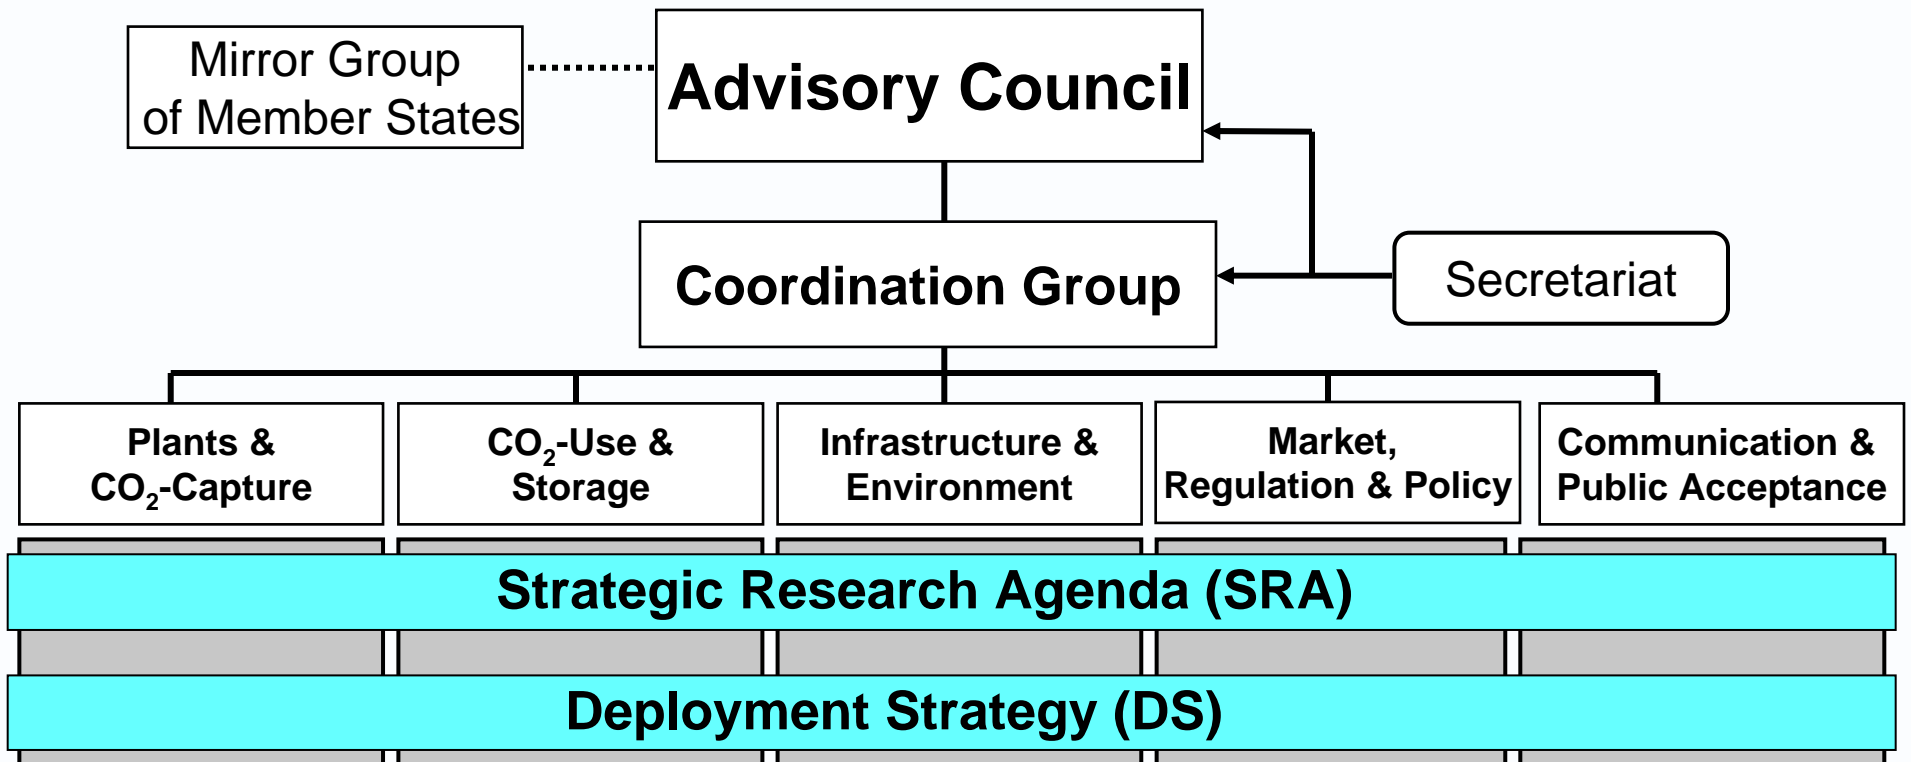 Mirror Group
of Member States
Advisory Council
Coordination Group
Secretariat
Plants &
CO₂-Capture
CO₂-Use &
Storage
Infrastructure &
Environment
Market,
Regulation & Policy
Communication &
Public Acceptance
Strategic Research Agenda (SRA)
Deployment Strategy (DS)